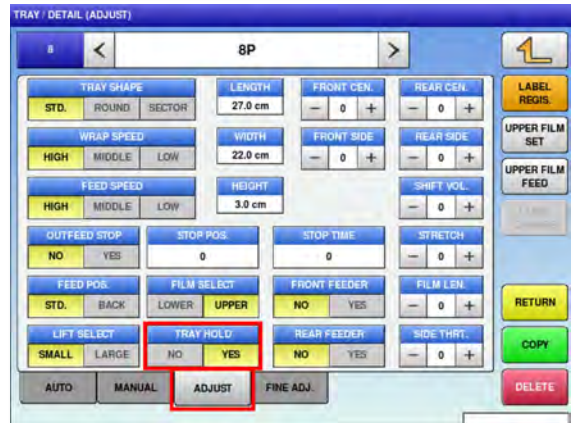 TRAY / DETAIL (ADJUST)
8 < 8P >
TRAY SHAPE LENGTH FRONT CEN. REAR CEN. LABEL REGIS.
STD. ROUND SECTOR 27.0 cm - 0 + - 0 +
WRAP SPEED WIDTH FRONT SIDE REAR SIDE UPPER FILM SET
HIGH MIDDLE LOW 22.0 cm - 0 + - 0 +
FEED SPEED HEIGHT SHIFT VOL. UPPER FILM FEED
HIGH MIDDLE LOW 3.0 cm - 0 +
OUTFEED STOP STOP POS. STOP TIME STRETCH
NO YES 0 0 - 0 +
FEED POS. FILM SELECT FRONT FEEDER FILM LEN. RETURN
STD. BACK LOWER UPPER NO YES - 0 +
LIFT SELECT TRAY HOLD REAR FEEDER SIDE THRT. COPY
SMALL LARGE NO YES NO YES - 0 +
AUTO MANUAL ADJUST FINE ADJ. DELETE